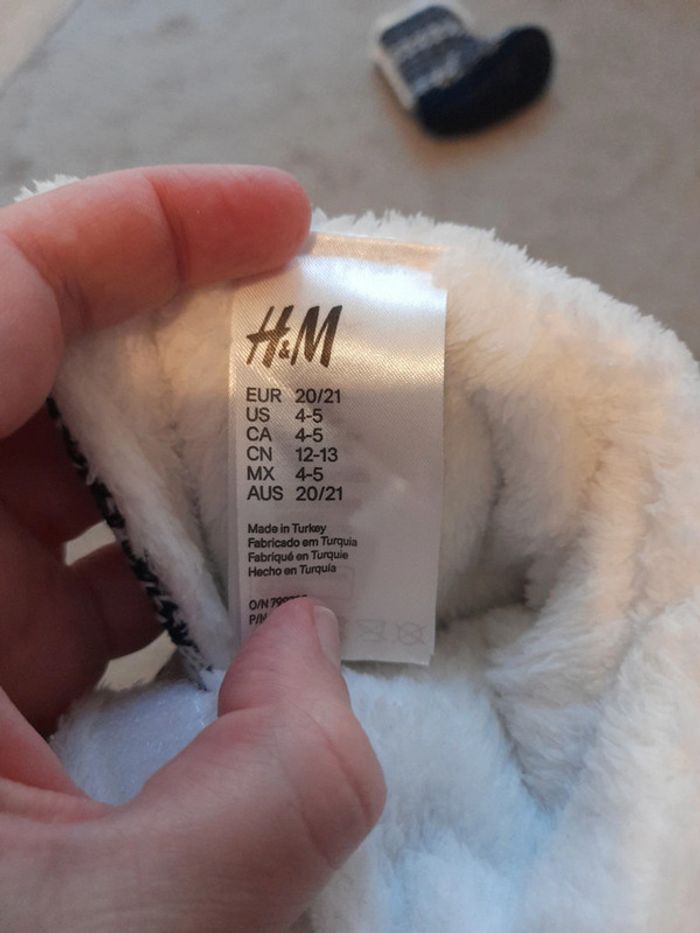 H&M
EUR 20/21
US 4-5
CA 4-5
CN 12-13
MX 4-5
AUS 20/21
Made in Turkey
Fabricado em Turquia
Fabriqué en Turquie
Hecho en Turquía
O/N